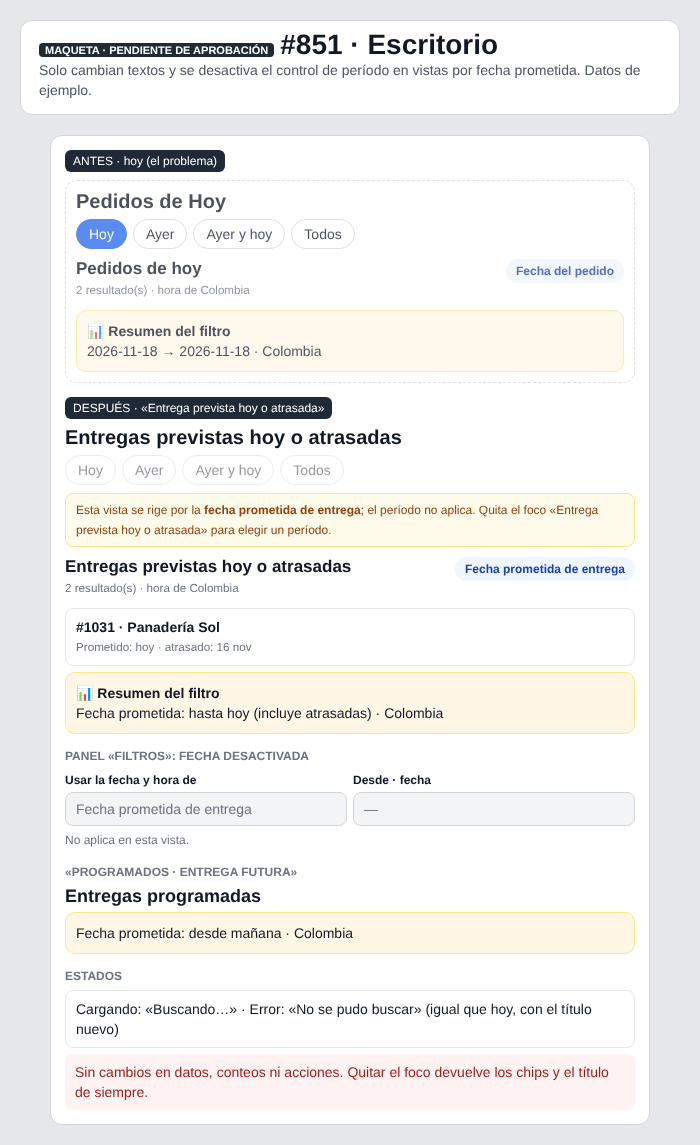 MAQUETA · PENDIENTE DE APROBACIÓN #851 · Escritorio
Solo cambian textos y se desactiva el control de período en vistas por fecha prometida. Datos de
ejemplo.
ANTES · hoy (el problema)
Pedidos de Hoy
Hoy Ayer Ayer y hoy Todos
Pedidos de hoy Fecha del pedido
2 resultado(s) · hora de Colombia
📊 Resumen del filtro
2026-11-18 → 2026-11-18 · Colombia
DESPUÉS · «Entrega prevista hoy o atrasada»
Entregas previstas hoy o atrasadas
Hoy Ayer Ayer y hoy Todos
Esta vista se rige por la fecha prometida de entrega; el período no aplica. Quita el foco «Entrega
prevista hoy o atrasada» para elegir un período.
Entregas previstas hoy o atrasadas Fecha prometida de entrega
2 resultado(s) · hora de Colombia
#1031 · Panadería Sol
Prometido: hoy · atrasado: 16 nov
📊 Resumen del filtro
Fecha prometida: hasta hoy (incluye atrasadas) · Colombia
PANEL «FILTROS»: FECHA DESACTIVADA
Usar la fecha y hora de Desde · fecha
Fecha prometida de entrega —
No aplica en esta vista.
«PROGRAMADOS · ENTREGA FUTURA»
Entregas programadas
Fecha prometida: desde mañana · Colombia
ESTADOS
Cargando: «Buscando…» · Error: «No se pudo buscar» (igual que hoy, con el título
nuevo)
Sin cambios en datos, conteos ni acciones. Quitar el foco devuelve los chips y el título
de siempre.